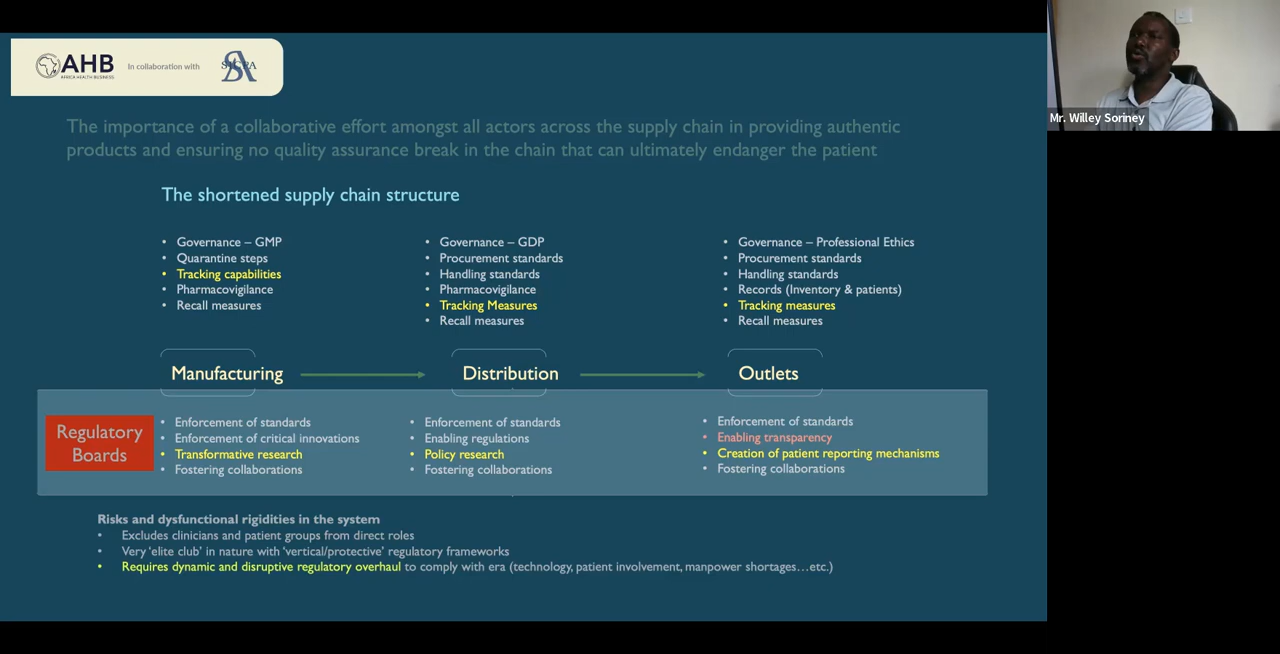 AHB
AFRICA HEALTH BUSINESS
In collaboration with
SICPA
Mr. Willey Soriney
The importance of a collaborative effort amongst all actors across the supply chain in providing authentic
products and ensuring no quality assurance break in the chain that can ultimately endanger the patient
The shortened supply chain structure
• Governance – GMP
• Quarantine steps
• Tracking capabilities
• Pharmacovigilance
• Recall measures
• Governance – GDP
• Procurement standards
• Handling standards
• Pharmacovigilance
• Tracking Measures
• Recall measures
• Governance – Professional Ethics
• Procurement standards
• Handling standards
• Records (Inventory & patients)
• Tracking measures
• Recall measures
Manufacturing
Distribution
Outlets
Regulatory
Boards
• Enforcement of standards
• Enforcement of critical innovations
• Transformative research
• Fostering collaborations
• Enforcement of standards
• Enabling regulations
• Policy research
• Fostering collaborations
• Enforcement of standards
• Enabling transparency
• Creation of patient reporting mechanisms
• Fostering collaborations
Risks and dysfunctional rigidities in the system
• Excludes clinicians and patient groups from direct roles
• Very 'elite club' in nature with 'vertical/protective' regulatory frameworks
• Requires dynamic and disruptive regulatory overhaul to comply with era (technology, patient involvement, manpower shortages…etc.)